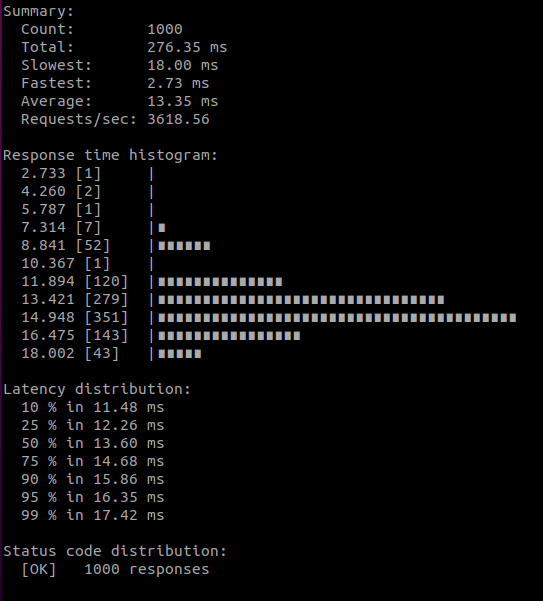 Summary:
  Count:        1000
  Total:        276.35 ms
  Slowest:      18.00 ms
  Fastest:      2.73 ms
  Average:      13.35 ms
  Requests/sec: 3618.56

Response time histogram:
  2.733 [1]     |
  4.260 [2]     |
  5.787 [1]     |
  7.314 [7]     |∎
  8.841 [52]    |∎∎∎∎∎∎
  10.367 [1]    |
  11.894 [120]  |∎∎∎∎∎∎∎∎∎∎∎∎∎∎
  13.421 [279]  |∎∎∎∎∎∎∎∎∎∎∎∎∎∎∎∎∎∎∎∎∎∎∎∎∎∎∎∎∎∎∎∎
  14.948 [351]  |∎∎∎∎∎∎∎∎∎∎∎∎∎∎∎∎∎∎∎∎∎∎∎∎∎∎∎∎∎∎∎∎∎∎∎∎∎∎∎∎
  16.475 [143]  |∎∎∎∎∎∎∎∎∎∎∎∎∎∎∎∎
  18.002 [43]   |∎∎∎∎∎

Latency distribution:
  10 % in 11.48 ms
  25 % in 12.26 ms
  50 % in 13.60 ms
  75 % in 14.68 ms
  90 % in 15.86 ms
  95 % in 16.35 ms
  99 % in 17.42 ms

Status code distribution:
  [OK]   1000 responses